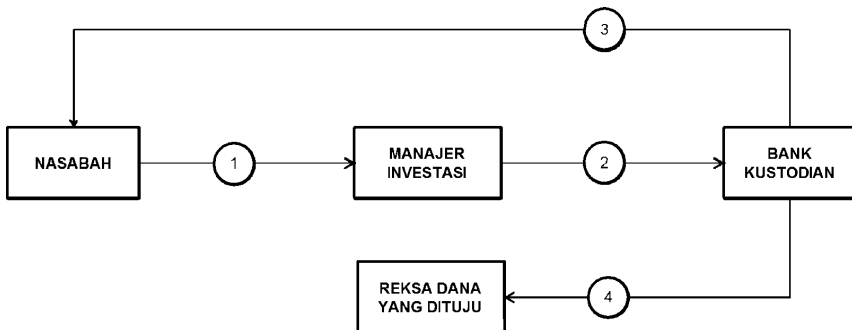 3
NASABAH
1
MANAJER
INVESTASI
2
BANK
KUSTODIAN
REKSA DANA
YANG DITUJU
4